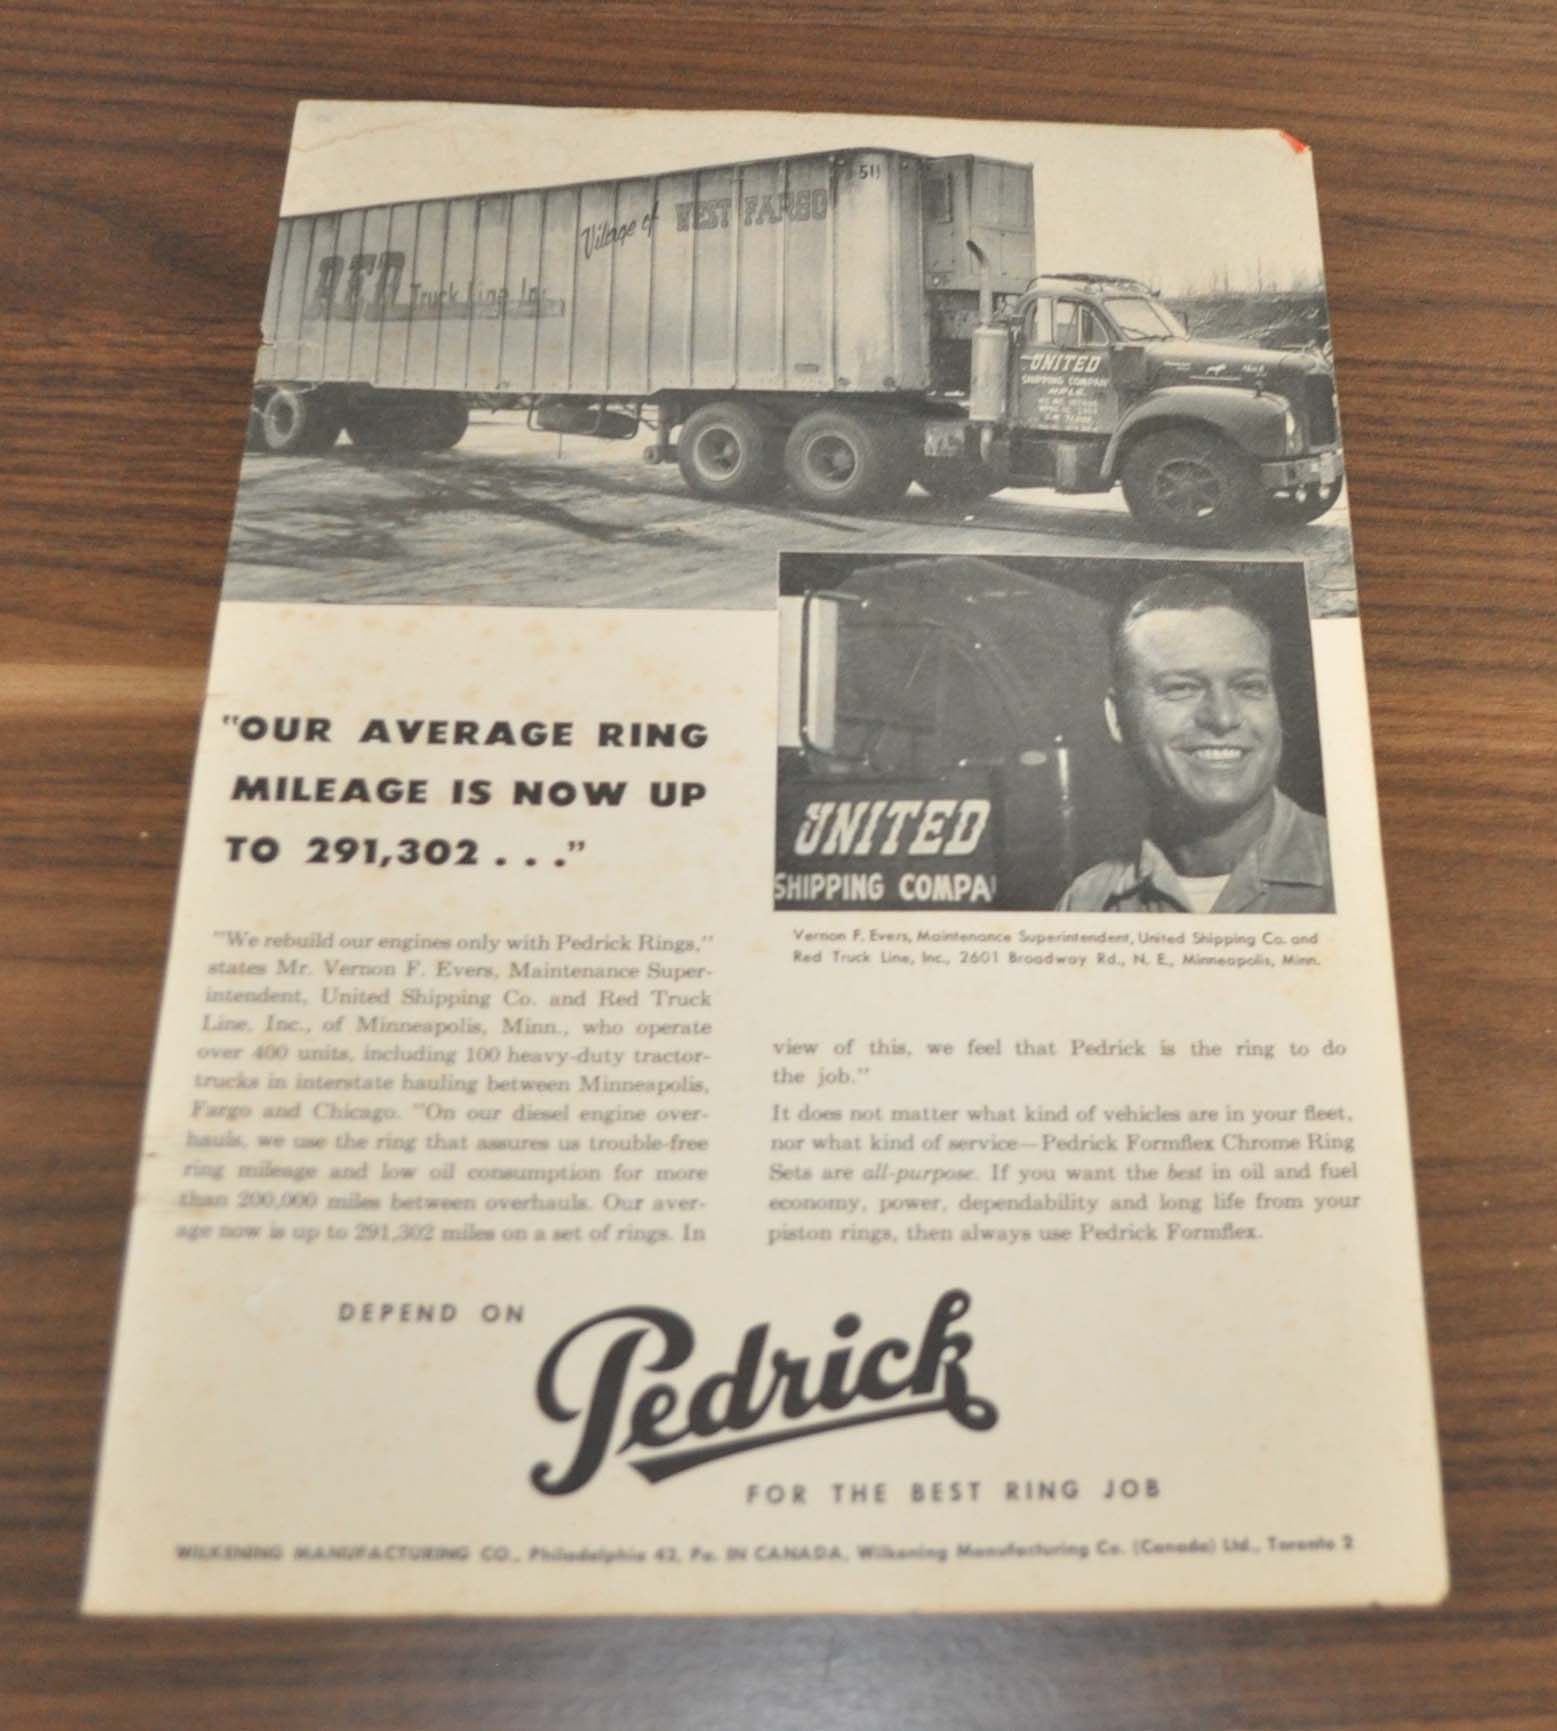 511
Village of WEST FARGO
RED Truck Line, Inc.
UNITED
SHIPPING COMPANY
MPLS.
UNITED
SHIPPING COMPA
"OUR AVERAGE RING
MILEAGE IS NOW UP
TO 291,302 . . ."
Vernon F. Evers, Maintenance Superintendent, United Shipping Co. and
Red Truck Line, Inc., 2601 Broadway Rd., N. E., Minneapolis, Minn.
"We rebuild our engines only with Pedrick Rings,"
states Mr. Vernon F. Evers, Maintenance Super-
intendent, United Shipping Co. and Red Truck
Line, Inc., of Minneapolis, Minn., who operate
over 400 units, including 100 heavy-duty tractor-
trucks in interstate hauling between Minneapolis,
Fargo and Chicago. "On our diesel engine over-
hauls, we use the ring that assures us trouble-free
ring mileage and low oil consumption for more
than 200,000 miles between overhauls. Our aver-
age now is up to 291,302 miles on a set of rings. In
view of this, we feel that Pedrick is the ring to do
the job."
It does not matter what kind of vehicles are in your fleet,
nor what kind of service—Pedrick Formflex Chrome Ring
Sets are all-purpose. If you want the best in oil and fuel
economy, power, dependability and long life from your
piston rings, then always use Pedrick Formflex.
DEPEND ON
Pedrick
FOR THE BEST RING JOB
WILKENING MANUFACTURING CO., Philadelphia 42, Pa. IN CANADA, Wilkening Manufacturing Co. (Canada) Ltd., Toronto 2